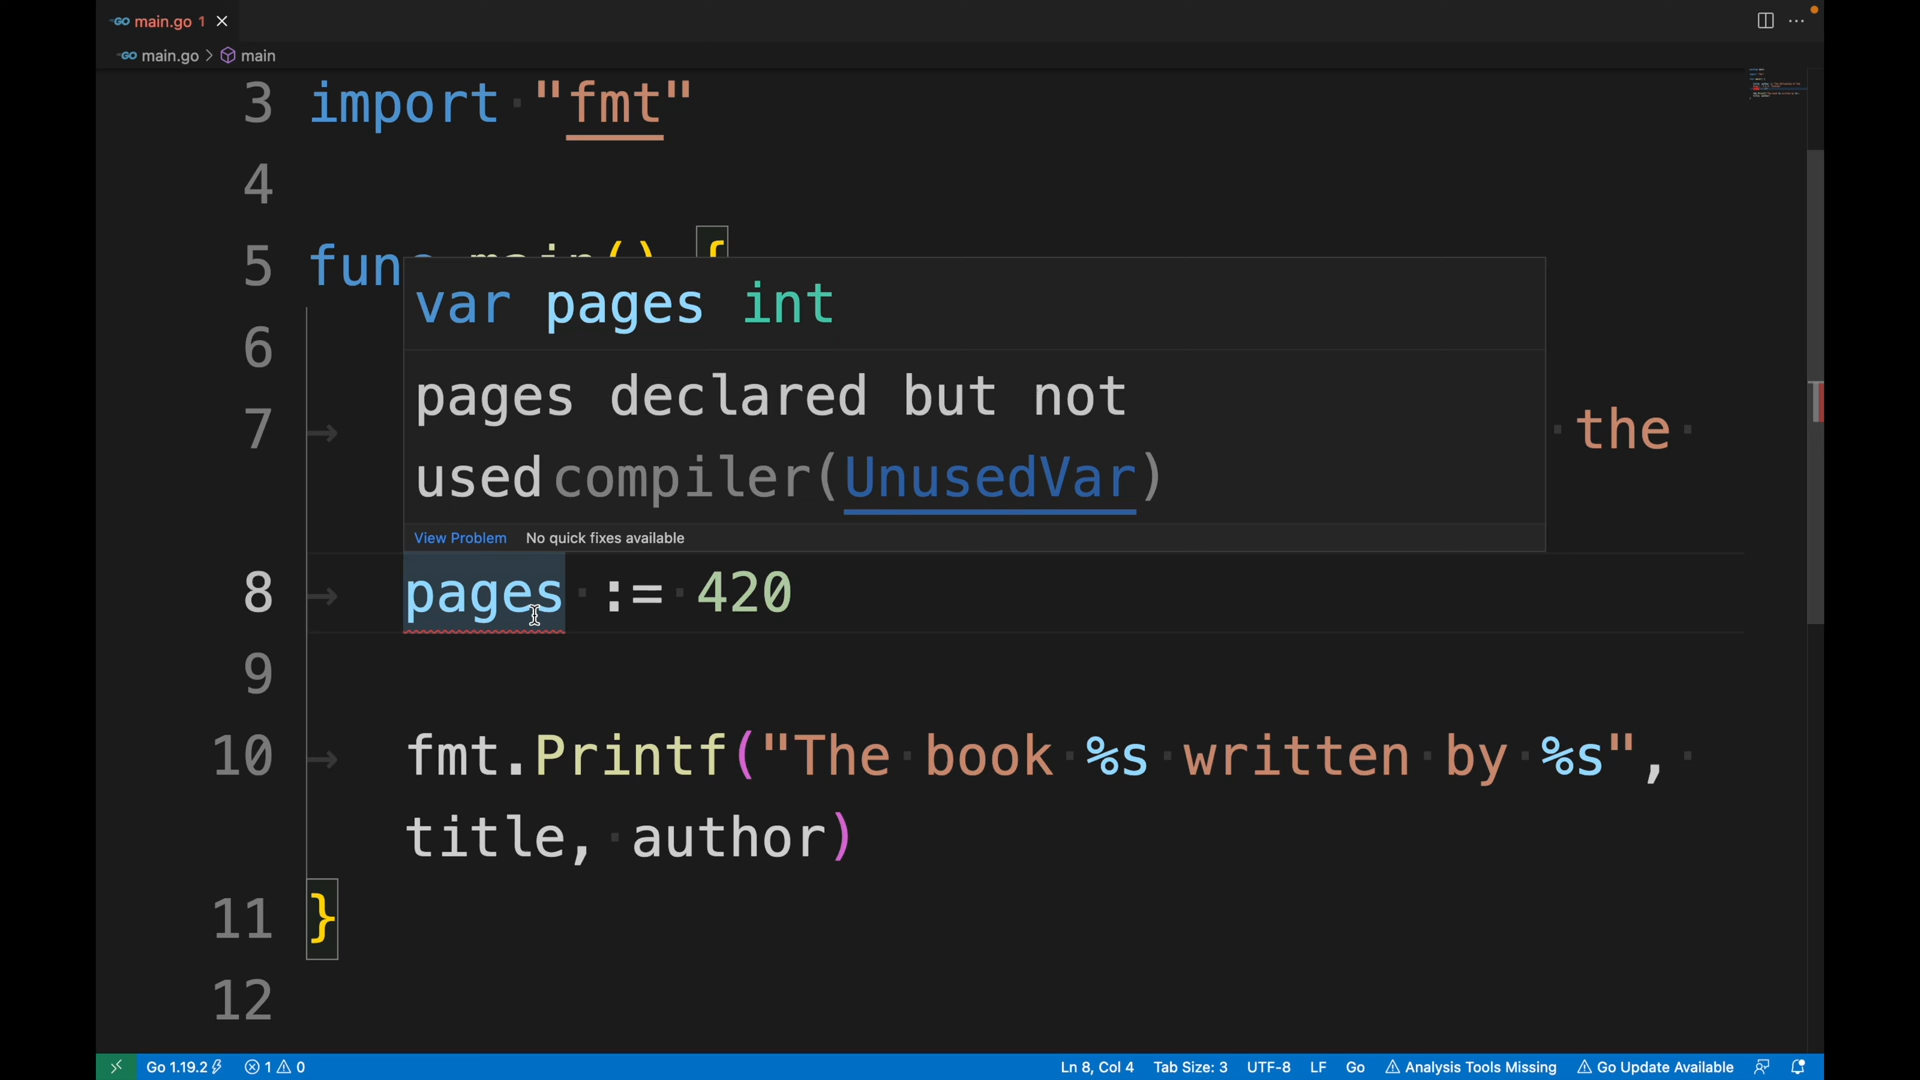 main.go 1
main.go > main
3 import "fmt"
4
5 func main() {
var pages int
6
pages declared but not
7 the
used compiler(UnusedVar)
View Problem No quick fixes available
8 pages := 420
9
10 fmt.Printf("The book %s written by %s",
title, author)
11 }
12
Go 1.19.2 1 0 Ln 8, Col 4 Tab Size: 3 UTF-8 LF Go Analysis Tools Missing Go Update Available